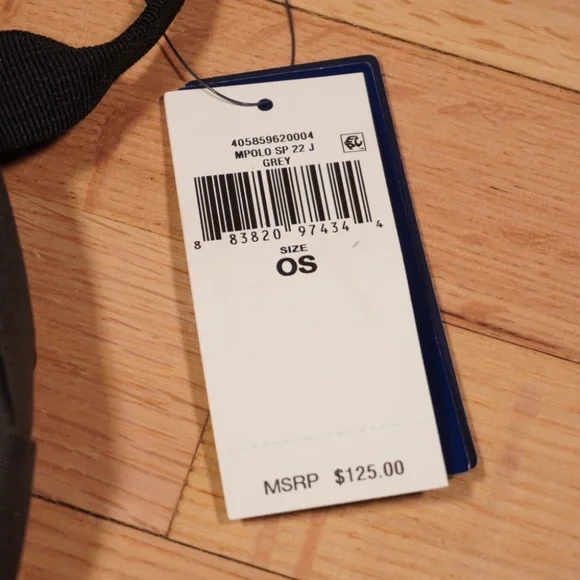 405859620004
MPOLO SP 22 J
GREY
8 83820 97434 4
SIZE
OS
MSRP $125.00